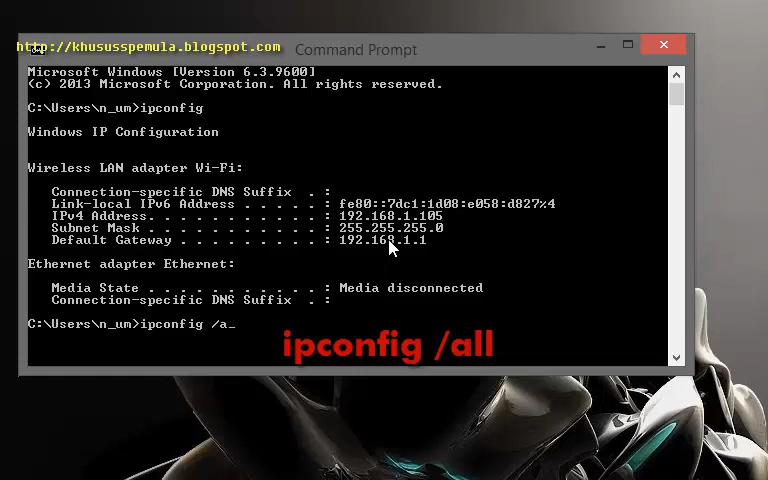 http://khususspemula.blogspot.com
Command Prompt
Microsoft Windows [Version 6.3.9600]
(c) 2013 Microsoft Corporation. All rights reserved.
C:\Users\n_um>ipconfig
Windows IP Configuration
Wireless LAN adapter Wi-Fi:
Connection-specific DNS Suffix . :
Link-local IPv6 Address . . . . . : fe80::7dc1:1d08:e058:d827%4
IPv4 Address. . . . . . . . . . . : 192.168.1.105
Subnet Mask . . . . . . . . . . . : 255.255.255.0
Default Gateway . . . . . . . . . : 192.168.1.1
Ethernet adapter Ethernet:
Media State . . . . . . . . . . . : Media disconnected
Connection-specific DNS Suffix . :
C:\Users\n_um>ipconfig /a_
ipconfig /all